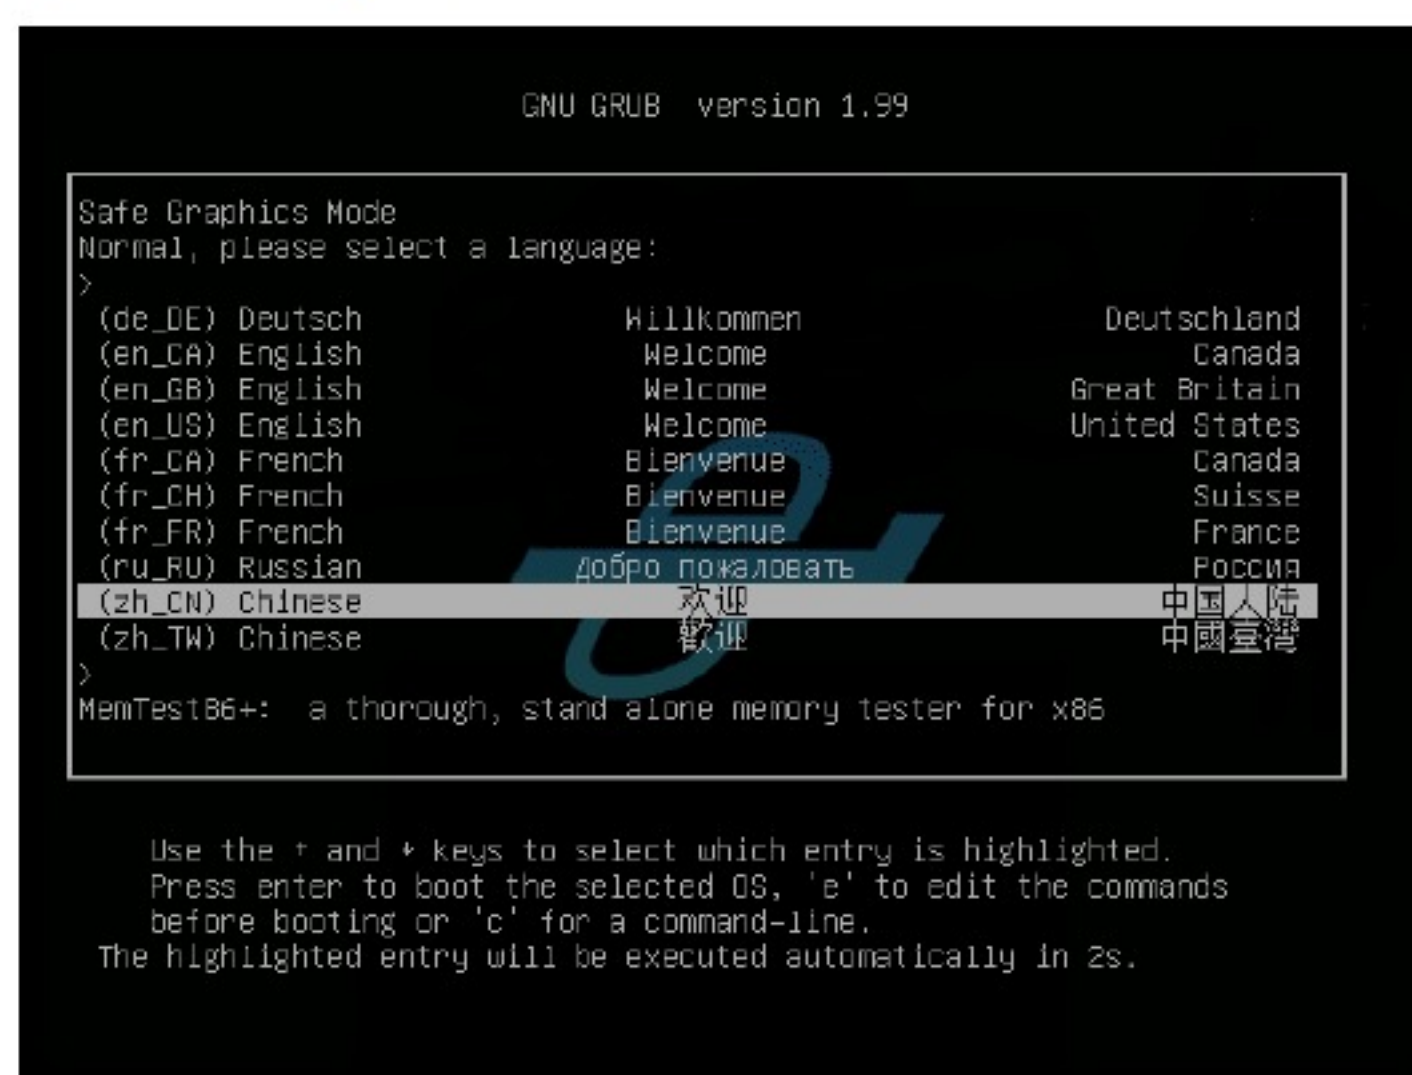 GNU GRUB version 1.99
Safe Graphics Mode
Normal, please select a language:
>
(de_DE) Deutsch Willkommen Deutschland
(en_CA) English Welcome Canada
(en_GB) English Welcome Great Britain
(en_US) English Welcome United States
(fr_CA) French Bienvenue Canada
(fr_CH) French Bienvenue Suisse
(fr_FR) French Bienvenue France
(ru_RU) Russian Добро пожаловать Россия
(zh_CN) Chinese 欢迎 中国大陆
(zh_TW) Chinese 歡迎 中國臺灣
>
MemTest86+: a thorough, stand alone memory tester for x86
Use the ↑ and ↓ keys to select which entry is highlighted.
Press enter to boot the selected OS, 'e' to edit the commands
before booting or 'c' for a command-line.
The highlighted entry will be executed automatically in 2s.